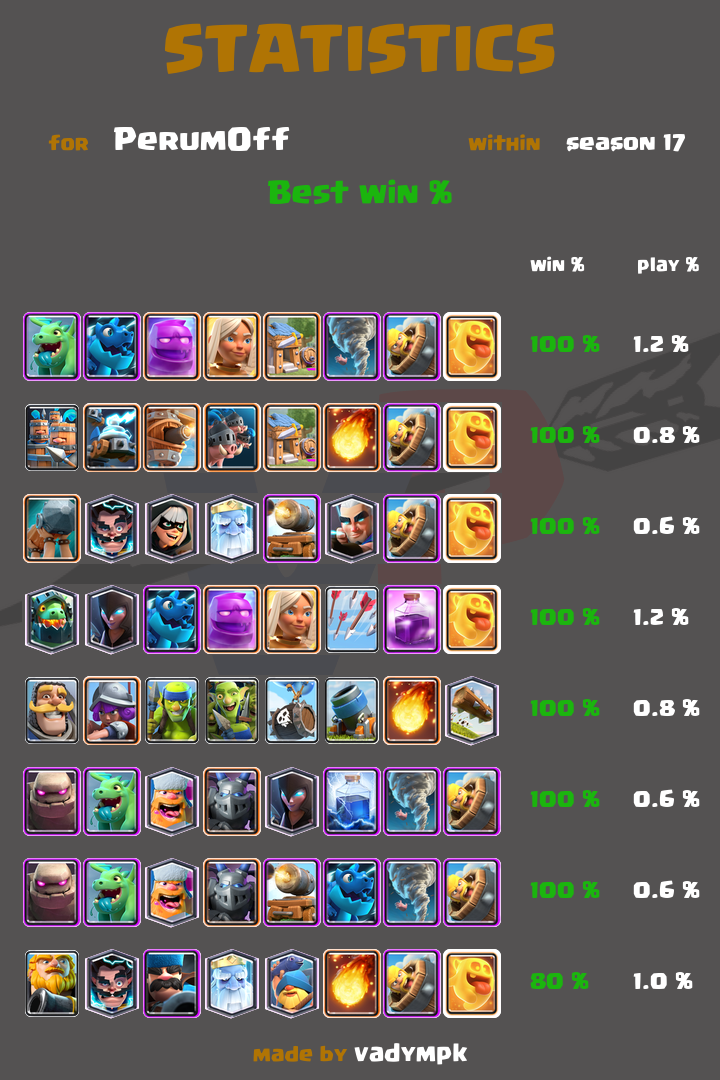 STATISTICS
for PerumOff within season 17
Best win %
win % play %
100 % 1.2 %
100 % 0.8 %
100 % 0.6 %
100 % 1.2 %
100 % 0.8 %
100 % 0.6 %
100 % 0.6 %
80 % 1.0 %
made by vadympk